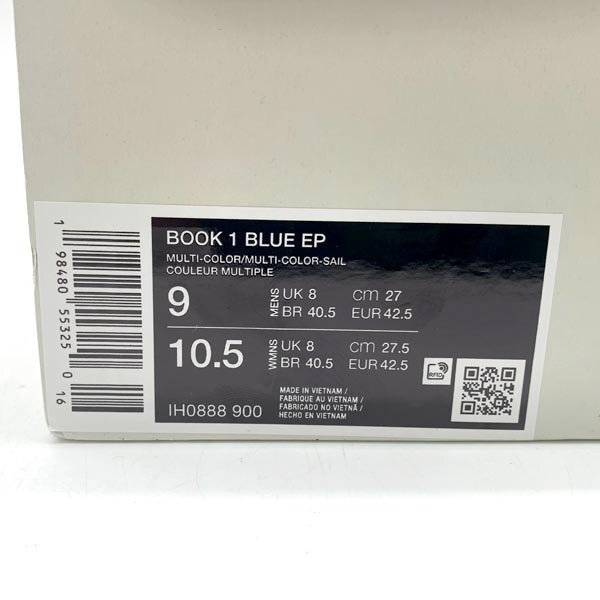 BOOK 1 BLUE EP
MULTI-COLOR/MULTI-COLOR-SAIL
COULEUR MULTIPLE
9 MENS UK 8 cm 27
BR 40.5 EUR 42.5
10.5 WMNS UK 8 cm 27.5
BR 40.5 EUR 42.5
RFID
MADE IN VIETNAM /
FABRIQUE AU VIETNAM /
FABRICADO NO VIETNÃ /
HECHO EN VIETNAM
IH0888 900
1 98480 55325 0 16